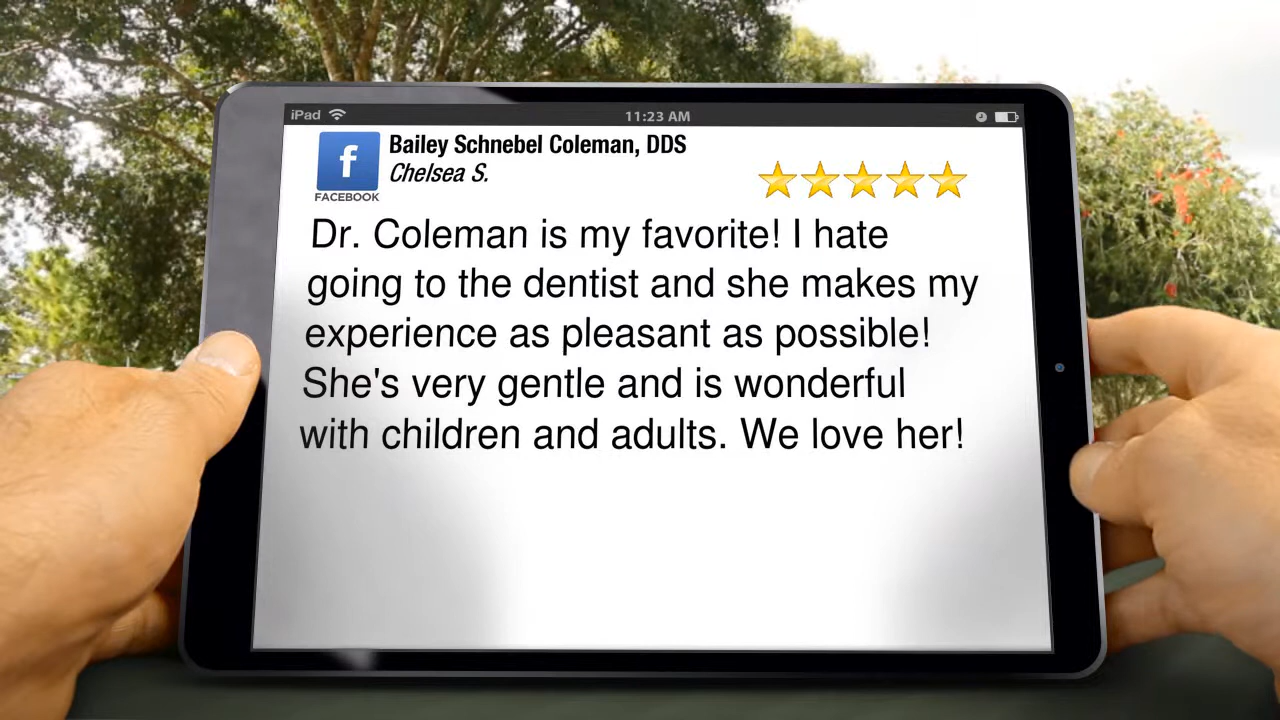 iPad 11:23 AM
f
FACEBOOK
Bailey Schnebel Coleman, DDS
Chelsea S.
Dr. Coleman is my favorite! I hate
going to the dentist and she makes my
experience as pleasant as possible!
She's very gentle and is wonderful
with children and adults. We love her!